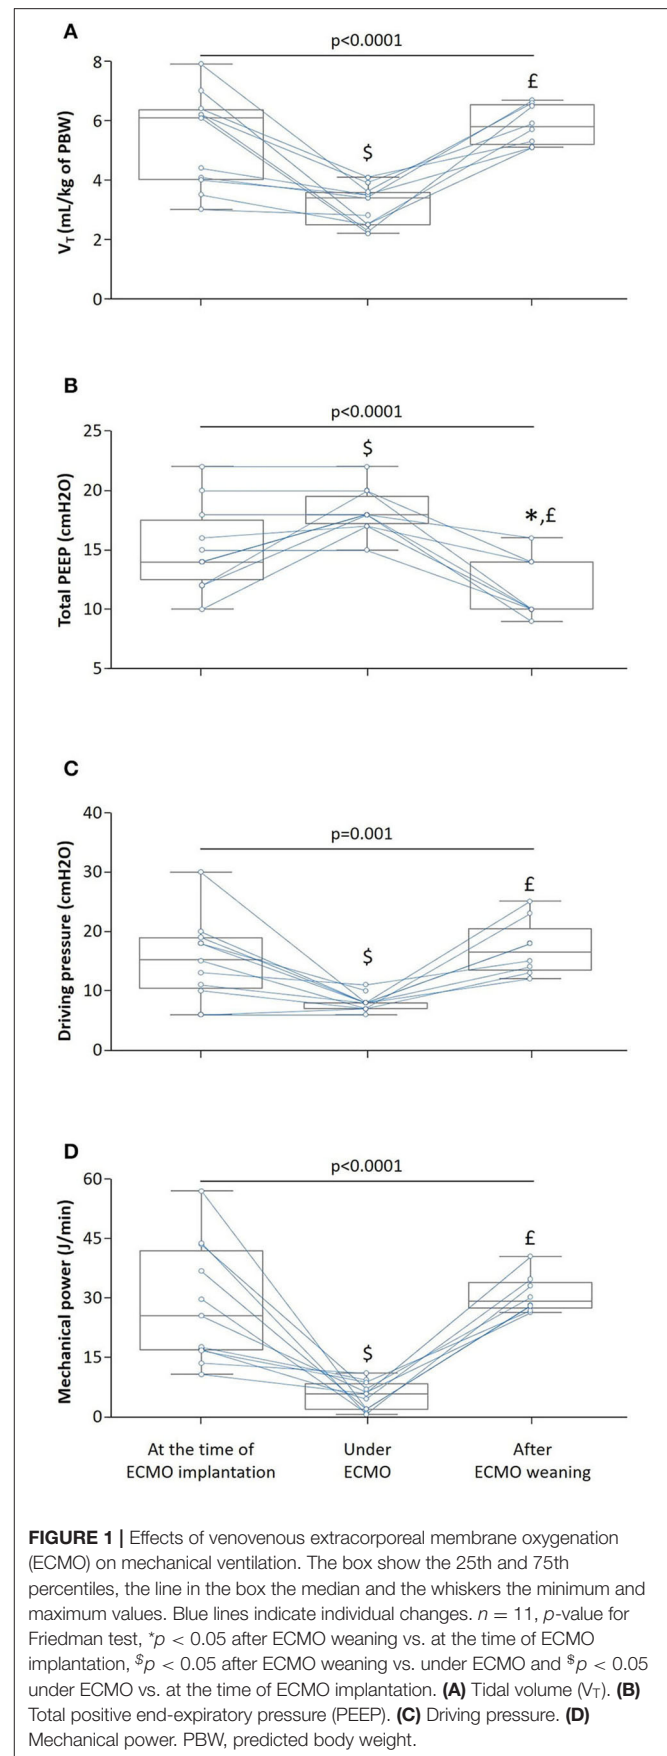 A
p<0.0001
8
6
4
2
0
VT (mL/kg of PBW)
$
£
B
p<0.0001
25
20
15
10
5
Total PEEP (cmH2O)
$
*,£
C
p=0.001
40
30
20
10
0
Driving pressure (cmH2O)
$
£
D
p<0.0001
60
45
30
15
0
Mechanical power (J/min)
$
£
At the time of
ECMO implantation
Under
ECMO
After
ECMO weaning
FIGURE 1 | Effects of venovenous extracorporeal membrane oxygenation
(ECMO) on mechanical ventilation. The box show the 25th and 75th
percentiles, the line in the box the median and the whiskers the minimum and
maximum values. Blue lines indicate individual changes. n = 11, p-value for
Friedman test, *p < 0.05 after ECMO weaning vs. at the time of ECMO
implantation, $p < 0.05 after ECMO weaning vs. under ECMO and $p < 0.05
under ECMO vs. at the time of ECMO implantation. (A) Tidal volume (VT). (B)
Total positive end-expiratory pressure (PEEP). (C) Driving pressure. (D)
Mechanical power. PBW, predicted body weight.